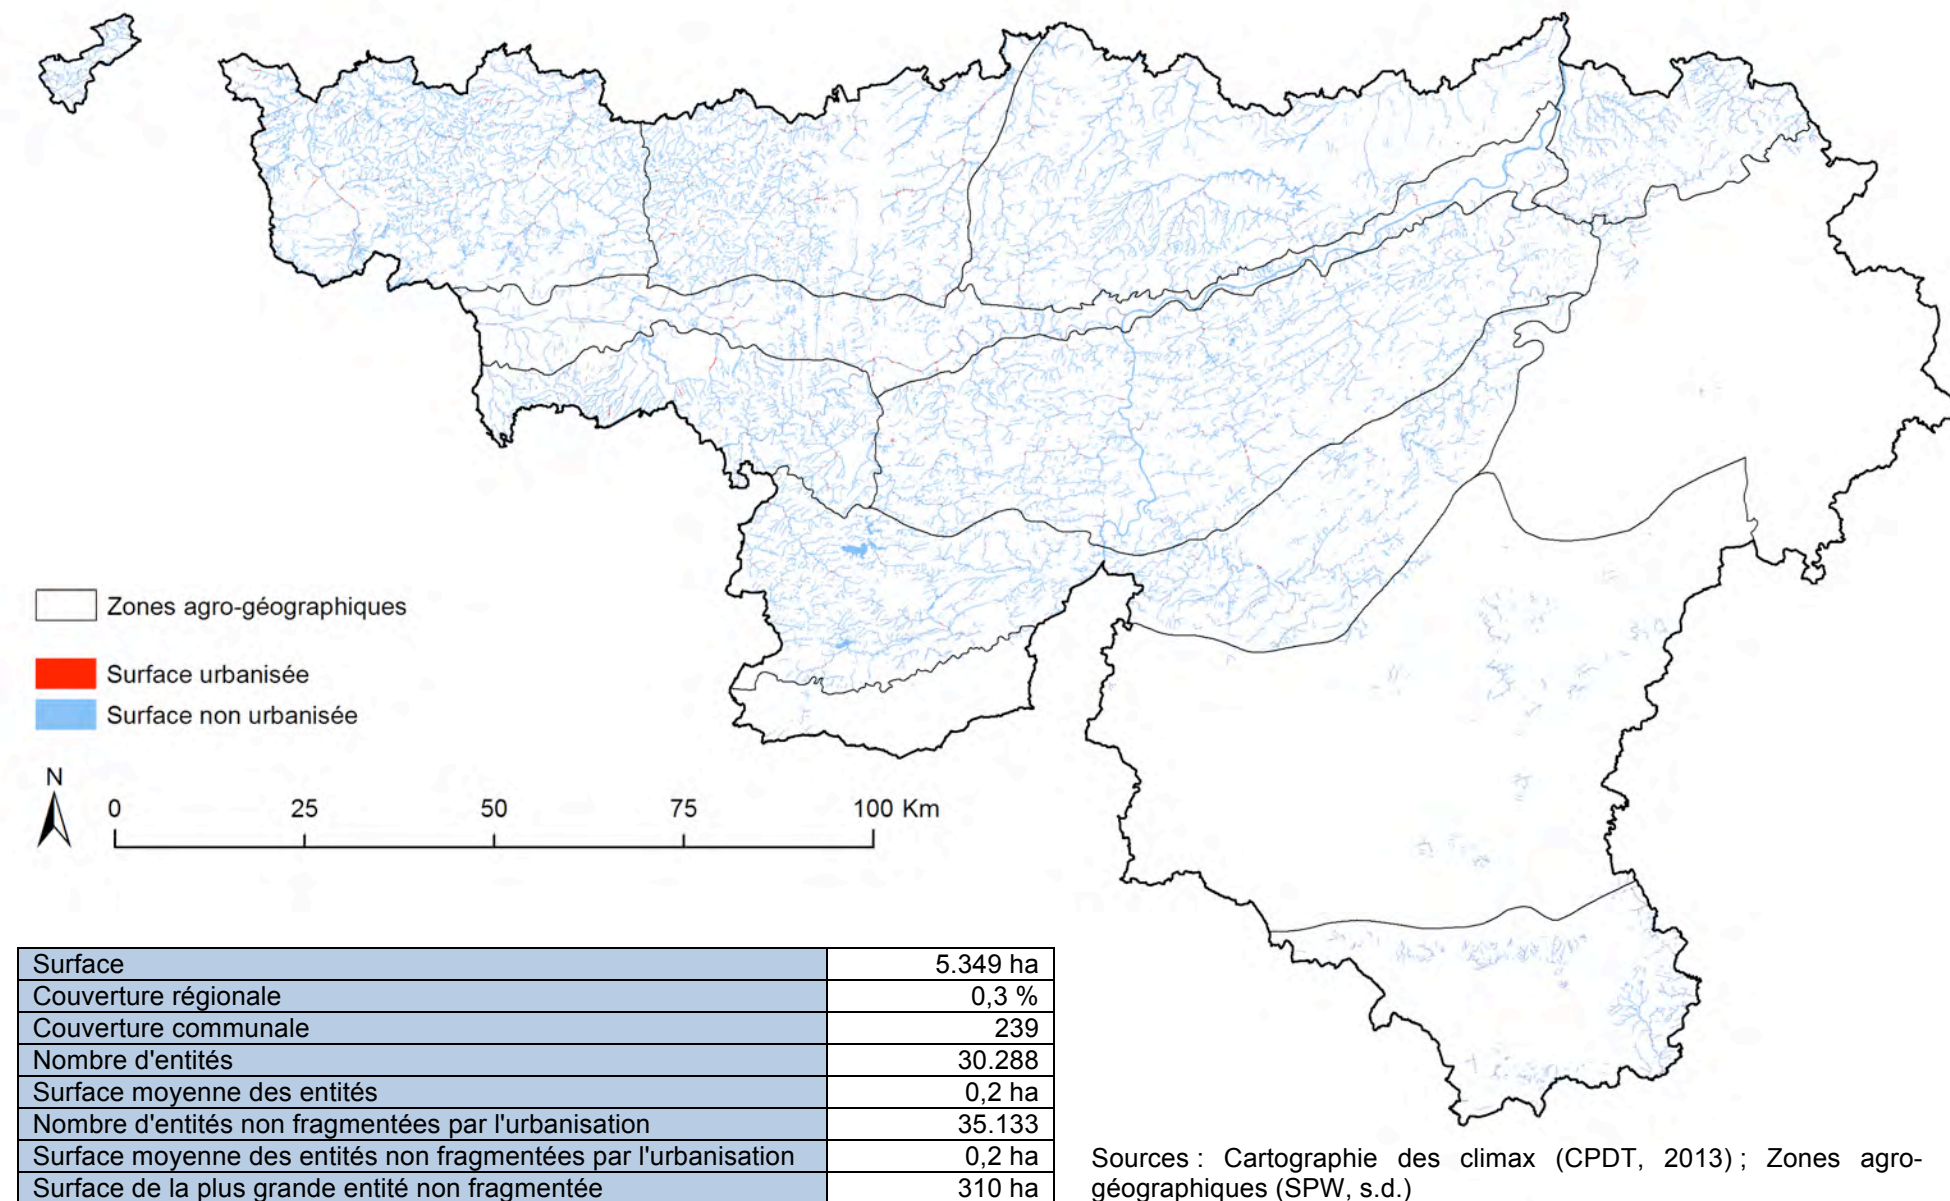 Zones agro-géographiques
Surface urbanisée
Surface non urbanisée
N
0 25 50 75 100 Km
Surface 5.349 ha
Couverture régionale 0,3 %
Couverture communale 239
Nombre d'entités 30.288
Surface moyenne des entités 0,2 ha
Nombre d'entités non fragmentées par l'urbanisation 35.133
Surface moyenne des entités non fragmentées par l'urbanisation 0,2 ha
Surface de la plus grande entité non fragmentée 310 ha
Sources : Cartographie des climax (CPDT, 2013) ; Zones agro-
géographiques (SPW, s.d.)